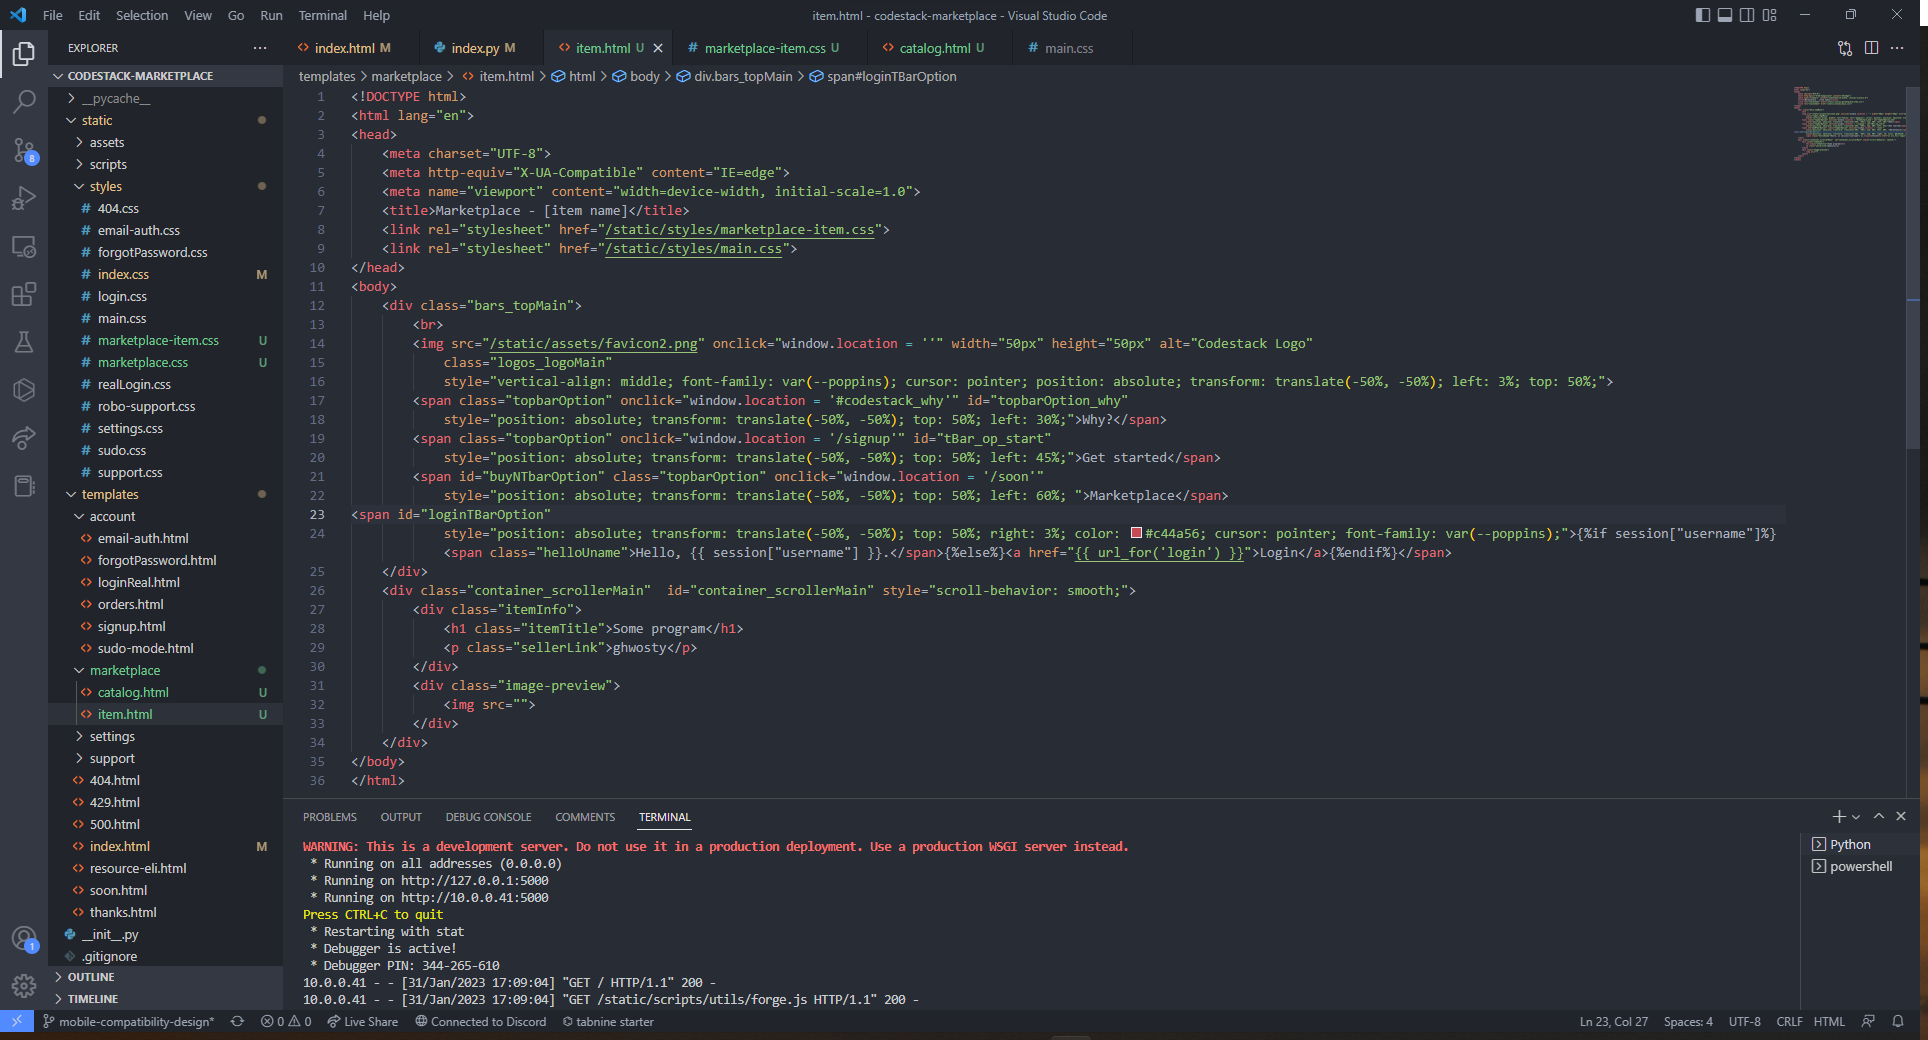 File Edit Selection View Go Run Terminal Help
item.html - codestack-marketplace - Visual Studio Code
EXPLORER
index.html M
index.py M
item.html U
marketplace-item.css U
catalog.html U
main.css
CODESTACK-MARKETPLACE
__pycache__
static
assets
scripts
styles
404.css
email-auth.css
forgotPassword.css
index.css M
login.css
main.css
marketplace-item.css U
marketplace.css U
realLogin.css
robo-support.css
settings.css
sudo.css
support.css
templates
account
email-auth.html
forgotPassword.html
loginReal.html
orders.html
signup.html
sudo-mode.html
marketplace
catalog.html U
item.html U
settings
support
404.html
429.html
500.html
index.html M
resource-eli.html
soon.html
thanks.html
__init__.py
.gitignore
OUTLINE
TIMELINE
8
1
templates > marketplace > item.html > html > body > div.bars_topMain > span#loginTBarOption
1 <!DOCTYPE html>
2 <html lang="en">
3 <head>
4 <meta charset="UTF-8">
5 <meta http-equiv="X-UA-Compatible" content="IE=edge">
6 <meta name="viewport" content="width=device-width, initial-scale=1.0">
7 <title>Marketplace - [item name]</title>
8 <link rel="stylesheet" href="/static/styles/marketplace-item.css">
9 <link rel="stylesheet" href="/static/styles/main.css">
10 </head>
11 <body>
12 <div class="bars_topMain">
13 <br>
14 <img src="/static/assets/favicon2.png" onclick="window.location = ''" width="50px" height="50px" alt="Codestack Logo"
15 class="logos_logoMain"
16 style="vertical-align: middle; font-family: var(--poppins); cursor: pointer; position: absolute; transform: translate(-50%, -50%); left: 3%; top: 50%;">
17 <span class="topbarOption" onclick="window.location = '#codestack_why'" id="topbarOption_why"
18 style="position: absolute; transform: translate(-50%, -50%); top: 50%; left: 30%;">Why?</span>
19 <span class="topbarOption" onclick="window.location = '/signup'" id="tBar_op_start"
20 style="position: absolute; transform: translate(-50%, -50%); top: 50%; left: 45%;">Get started</span>
21 <span id="buyNTbarOption" class="topbarOption" onclick="window.location = '/soon'"
22 style="position: absolute; transform: translate(-50%, -50%); top: 50%; left: 60%; ">Marketplace</span>
23 <span id="loginTBarOption"
24 style="position: absolute; transform: translate(-50%, -50%); top: 50%; right: 3%; color: #c44a56; cursor: pointer; font-family: var(--poppins);">{%if session["username"]%}
<span class="helloUname">Hello, {{ session["username"] }}.</span>{%else%}<a href="{{ url_for('login') }}">Login</a>{%endif%}</span>
25 </div>
26 <div class="container_scrollerMain"  id="container_scrollerMain" style="scroll-behavior: smooth;">
27 <div class="itemInfo">
28 <h1 class="itemTitle">Some program</h1>
29 <p class="sellerLink">ghwosty</p>
30 </div>
31 <div class="image-preview">
32 <img src="">
33 </div>
34 </div>
35 </body>
36 </html>
PROBLEMS OUTPUT DEBUG CONSOLE COMMENTS TERMINAL
WARNING: This is a development server. Do not use it in a production deployment. Use a production WSGI server instead.
* Running on all addresses (0.0.0.0)
* Running on http://127.0.0.1:5000
* Running on http://10.0.0.41:5000
Press CTRL+C to quit
* Restarting with stat
* Debugger is active!
* Debugger PIN: 344-265-610
10.0.0.41 - - [31/Jan/2023 17:09:04] "GET / HTTP/1.1" 200 -
10.0.0.41 - - [31/Jan/2023 17:09:04] "GET /static/scripts/utils/forge.js HTTP/1.1" 200 -
Python
powershell
mobile-compatibility-design* 0 0 Live Share Connected to Discord tabnine starter
Ln 23, Col 27 Spaces: 4 UTF-8 CRLF HTML